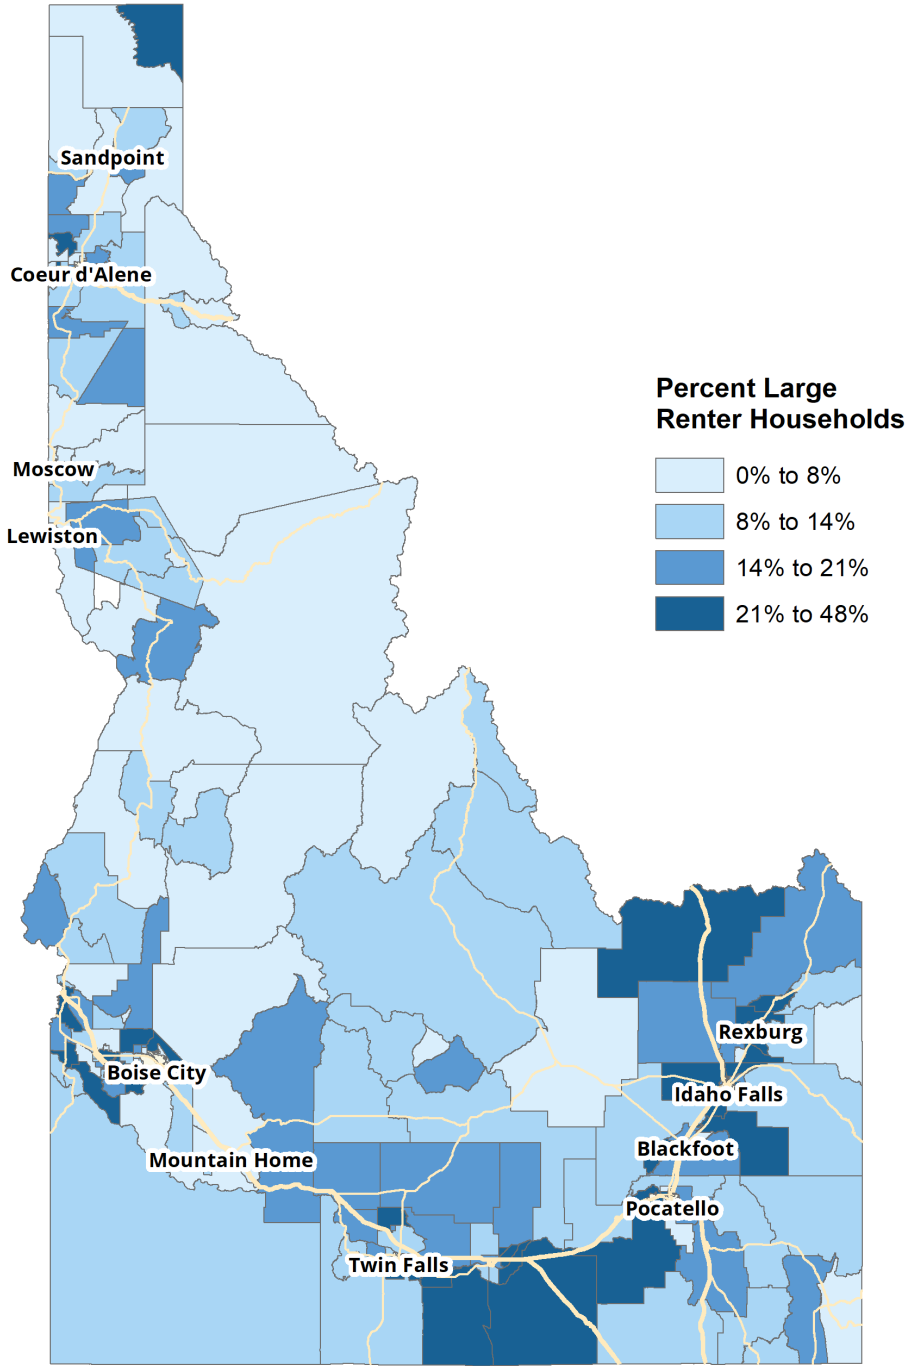 Sandpoint
Coeur d'Alene
Percent Large
Renter Households
0% to 8%
8% to 14%
14% to 21%
21% to 48%
Moscow
Lewiston
Rexburg
Boise City
Idaho Falls
Mountain Home
Blackfoot
Pocatello
Twin Falls